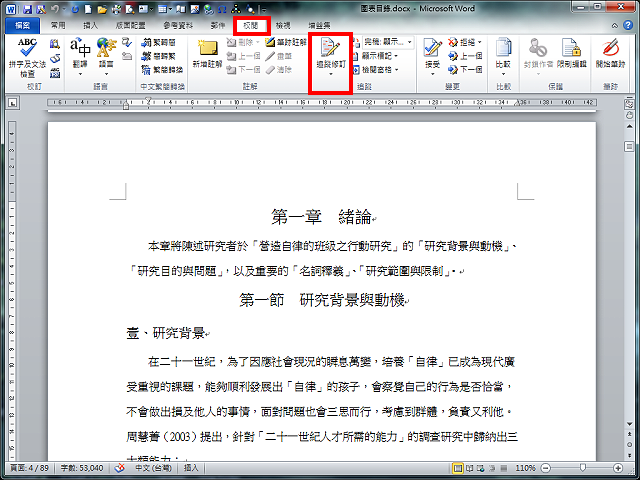 圖表目錄.docx - Microsoft Word
檔案 常用 插入 版面配置 參考資料 郵件 校閱 檢視 增益集
繁轉簡 刪除 筆跡註解 完稿: 顯示... 拒絕
簡轉繁 上一個 螢幕 顯示標記 上一個
拼字及文法檢查 翻譯 語言 繁簡轉換 新增註解 下一個 清除 追蹤修訂 檢閱窗格 接受 下一個 比較 封鎖作者 限制編輯 開始筆跡
校訂 語言 中文繁簡轉換 註解 追蹤 變更 比較 保護 筆跡
第一章 緒論
本章將陳述研究者於「營造自律的班級之行動研究」的「研究背景與動機」、
「研究目的與問題」，以及重要的「名詞釋義」、「研究範圍與限制」。
第一節 研究背景與動機
壹、研究背景
在二十一世紀，為了因應社會現況的瞬息萬變，培養「自律」已成為現代廣
受重視的課題，能夠順利發展出「自律」的孩子，會察覺自己的行為是否恰當，
不會做出損及他人的事情，面對問題也會三思而行，考慮到群體，負責又利他。
周慧菁（2003）提出，針對「二十一世紀人才所需的能力」的調查研究中歸納出三
大類能力：
頁面: 4 / 89 字數: 53,040 中文 (台灣) 插入 110%